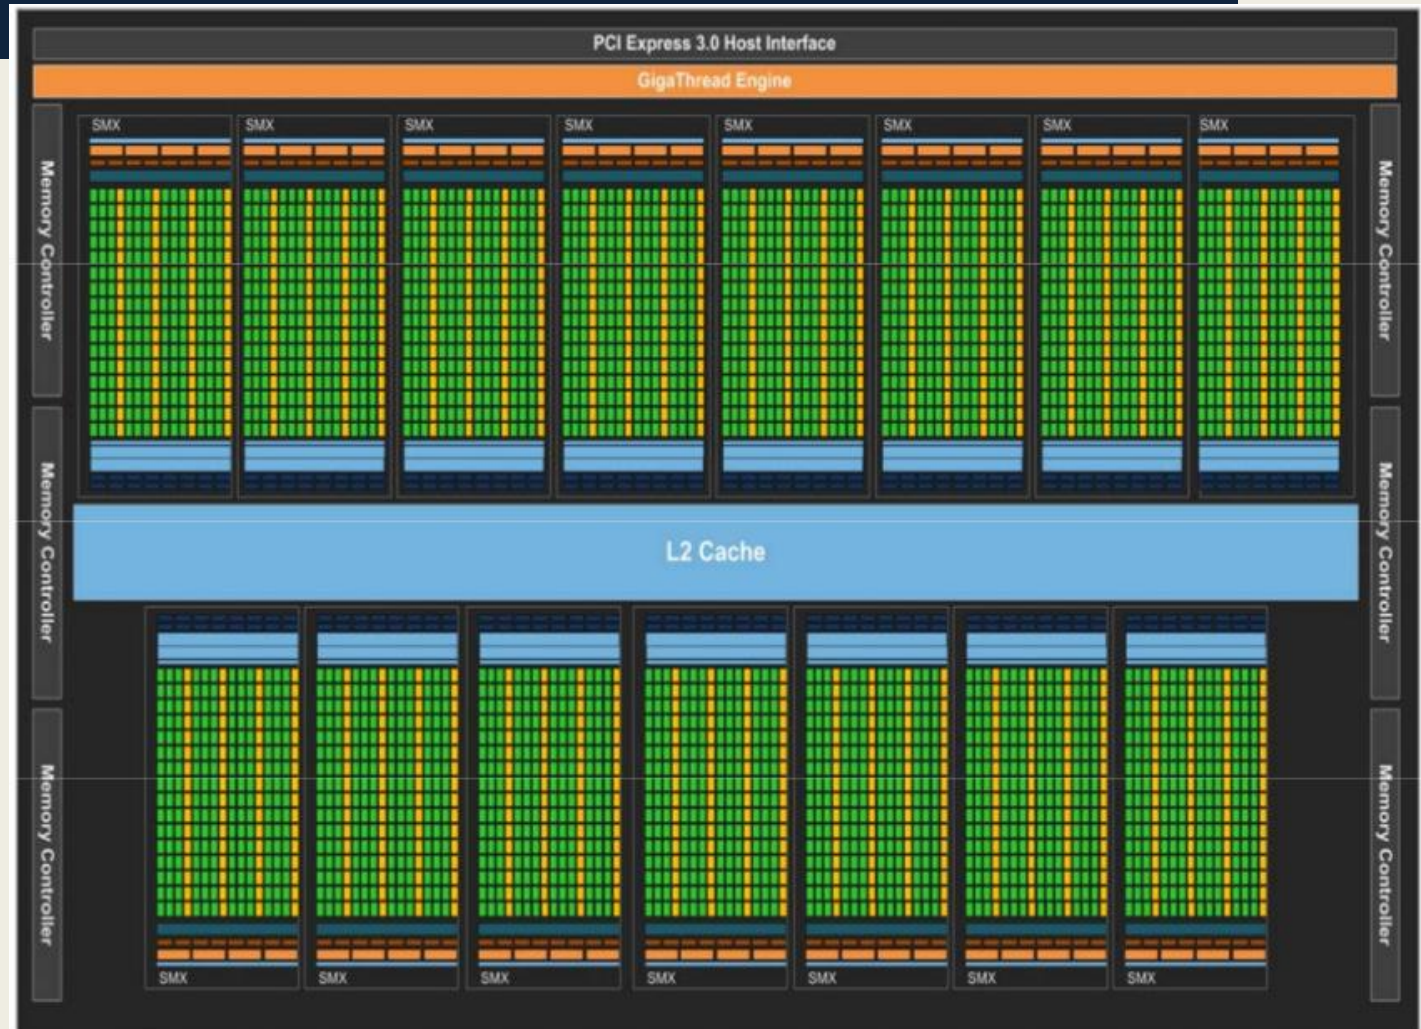 PCI Express 3.0 Host Interface
GigaThread Engine
Memory Controller
SMX SMX SMX SMX SMX SMX SMX SMX
Memory Controller
Memory Controller
L2 Cache
Memory Controller
Memory Controller
SMX SMX SMX SMX SMX SMX SMX
Memory Controller